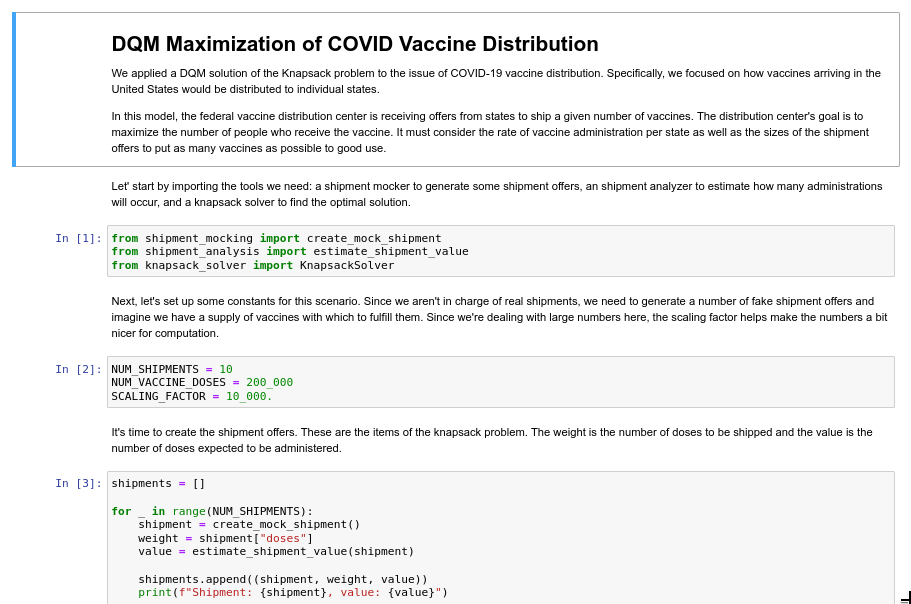 DQM Maximization of COVID Vaccine Distribution
We applied a DQM solution of the Knapsack problem to the issue of COVID-19 vaccine distribution. Specifically, we focused on how vaccines arriving in the
United States would be distributed to individual states.
In this model, the federal vaccine distribution center is receiving offers from states to ship a given number of vaccines. The distribution center's goal is to
maximize the number of people who receive the vaccine. It must consider the rate of vaccine administration per state as well as the sizes of the shipment
offers to put as many vaccines as possible to good use.
Let' start by importing the tools we need: a shipment mocker to generate some shipment offers, an shipment analyzer to estimate how many administrations
will occur, and a knapsack solver to find the optimal solution.
In [1]: from shipment_mocking import create_mock_shipment
from shipment_analysis import estimate_shipment_value
from knapsack_solver import KnapsackSolver
Next, let's set up some constants for this scenario. Since we aren't in charge of real shipments, we need to generate a number of fake shipment offers and
imagine we have a supply of vaccines with which to fulfill them. Since we're dealing with large numbers here, the scaling factor helps make the numbers a bit
nicer for computation.
In [2]: NUM_SHIPMENTS = 10
NUM_VACCINE_DOSES = 200_000
SCALING_FACTOR = 10_000.
It's time to create the shipment offers. These are the items of the knapsack problem. The weight is the number of doses to be shipped and the value is the
number of doses expected to be administered.
In [3]: shipments = []
for _ in range(NUM_SHIPMENTS):
    shipment = create_mock_shipment()
    weight = shipment["doses"]
    value = estimate_shipment_value(shipment)
    shipments.append((shipment, weight, value))
    print(f"Shipment: {shipment}, value: {value}")